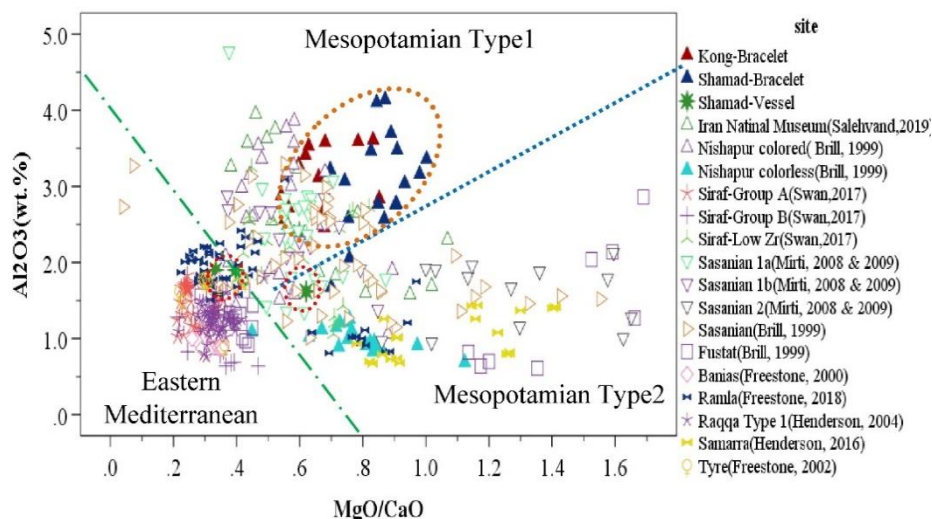 Al2O3(wt.%)
5.0
4.0
3.0
2.0
1.0
.0
Mesopotamian Type1
Eastern
Mediterranean
Mesopotamian Type2
.0 .2 .4 .6 .8 1.0 1.2 1.4 1.6
MgO/CaO
site
Kong-Bracelet
Shamad-Bracelet
Shamad-Vessel
Iran Natinal Museum(Salehvand,2019)
Nishapur colored( Brill, 1999)
Nishapur colorless(Brill, 1999)
Siraf-Group A(Swan,2017)
Siraf-Group B(Swan,2017)
Siraf-Low Zr(Swan,2017)
Sasanian 1a(Mirti, 2008 & 2009)
Sasanian 1b(Mirti, 2008 & 2009)
Sasanian 2(Mirti, 2008 & 2009)
Sasanian(Brill, 1999)
Fustat(Brill, 1999)
Banias(Freestone, 2000)
Ramla(Freestone, 2018)
Raqqa Type 1(Henderson, 2004)
Samarra(Henderson, 2016)
Tyre(Freestone, 2002)